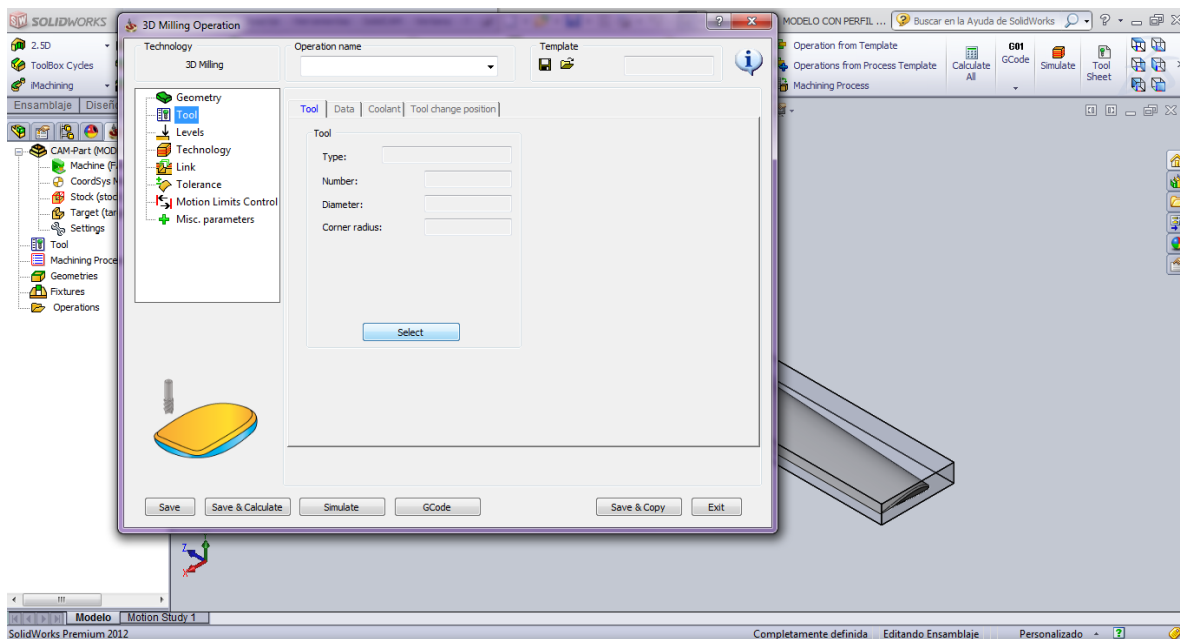 SOLIDWORKS
3D Milling Operation
MODELO CON PERFIL ...
Buscar en la Ayuda de SolidWorks
2.5D
ToolBox Cycles
iMachining
Technology
3D Milling
Operation name
Template
Operation from Template
Operations from Process Template
Machining Process
Calculate All
G01
GCode
Simulate
Tool Sheet
Ensamblaje
CAM-Part (MOD
Machine (F
CoordSys M
Stock (stoc
Target (tar
Settings
Tool
Machining Proce
Geometries
Fixtures
Operations
Geometry
Tool
Levels
Technology
Link
Tolerance
Motion Limits Control
Misc. parameters
Tool
Data
Coolant
Tool change position
Tool
Type:
Number:
Diameter:
Corner radius:
Select
Save
Save & Calculate
Simulate
GCode
Save & Copy
Exit
Z
X
Modelo
Motion Study 1
SolidWorks Premium 2012
Completamente definida
Editando Ensamblaje
Personalizado